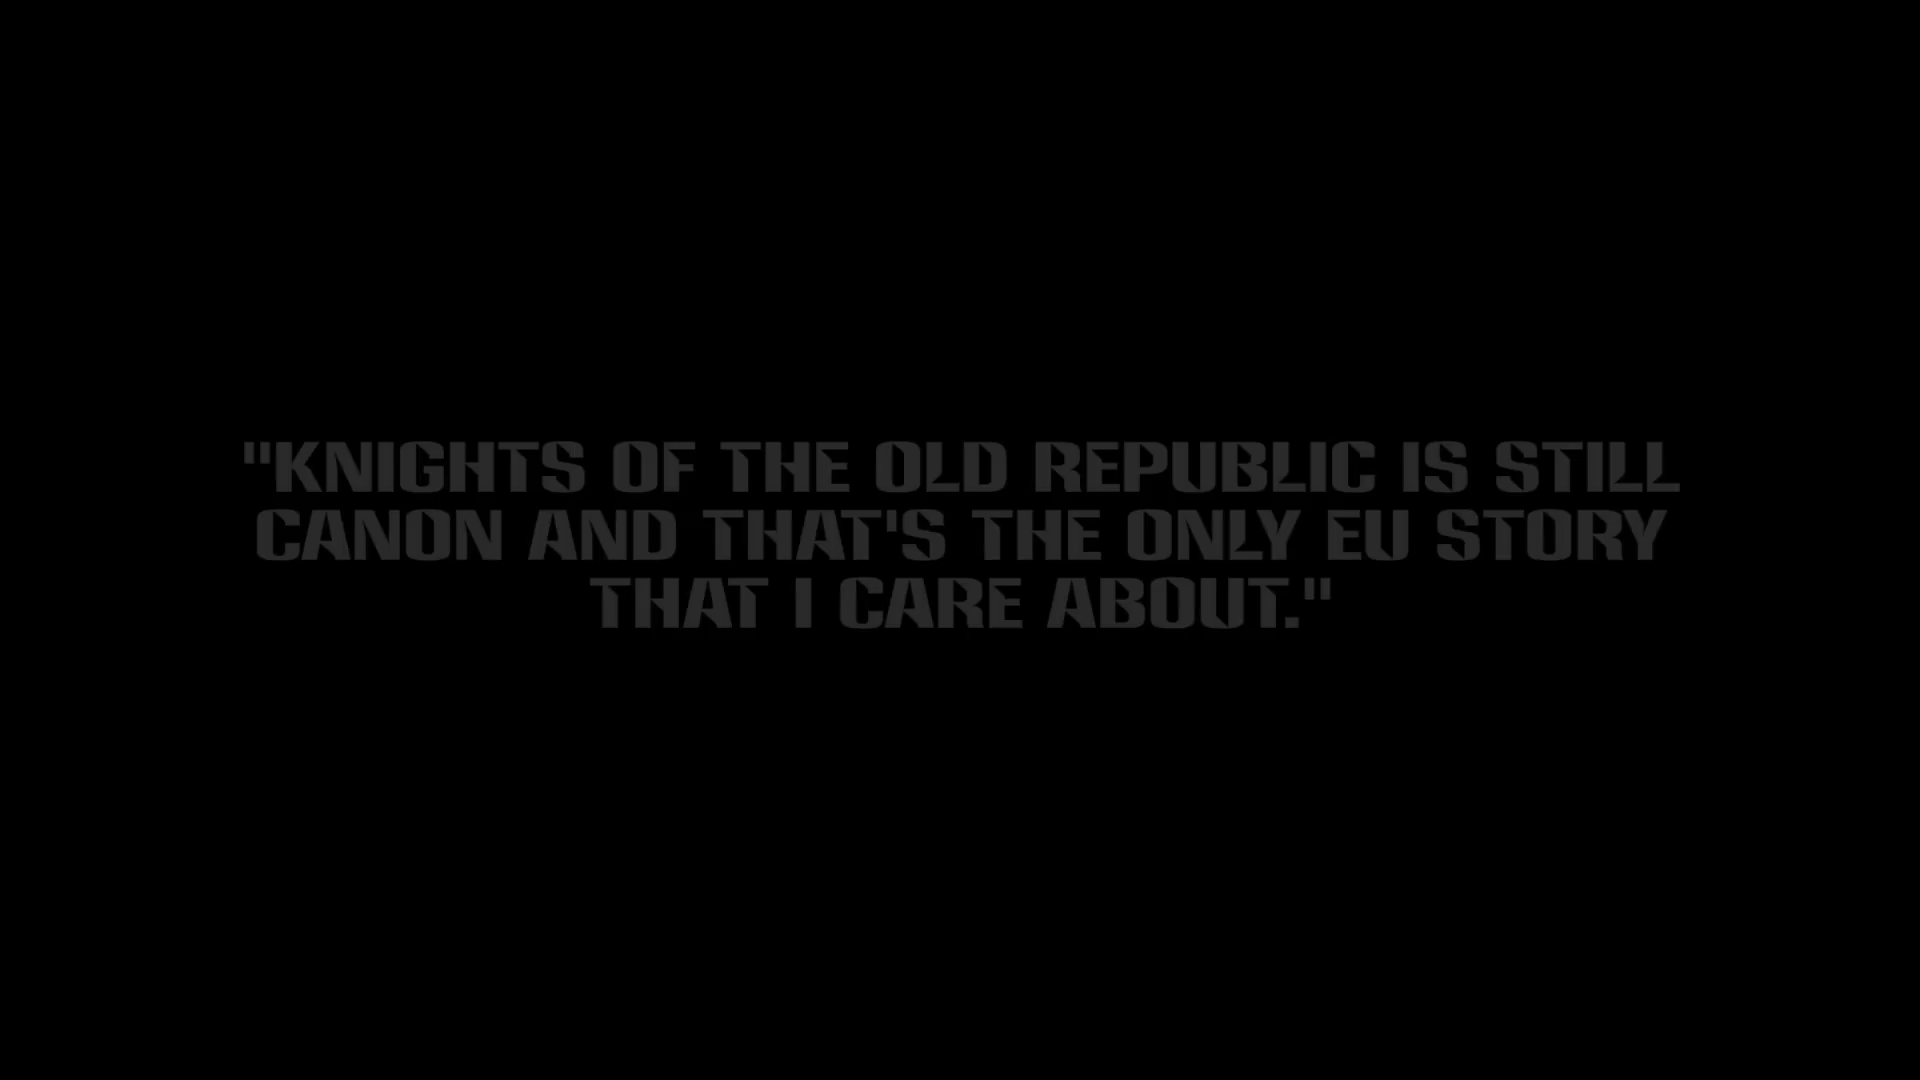 "KNIGHTS OF THE OLD REPUBLIC IS STILL
CANON AND THAT'S THE ONLY EU STORY
THAT I CARE ABOUT."